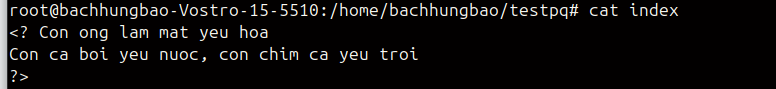 root@bachhungbao-Vostro-15-5510:/home/bachhungbao/testpq# cat index
<? Con ong lam mat yeu hoa
Con ca boi yeu nuoc, con chim ca yeu troi
?>